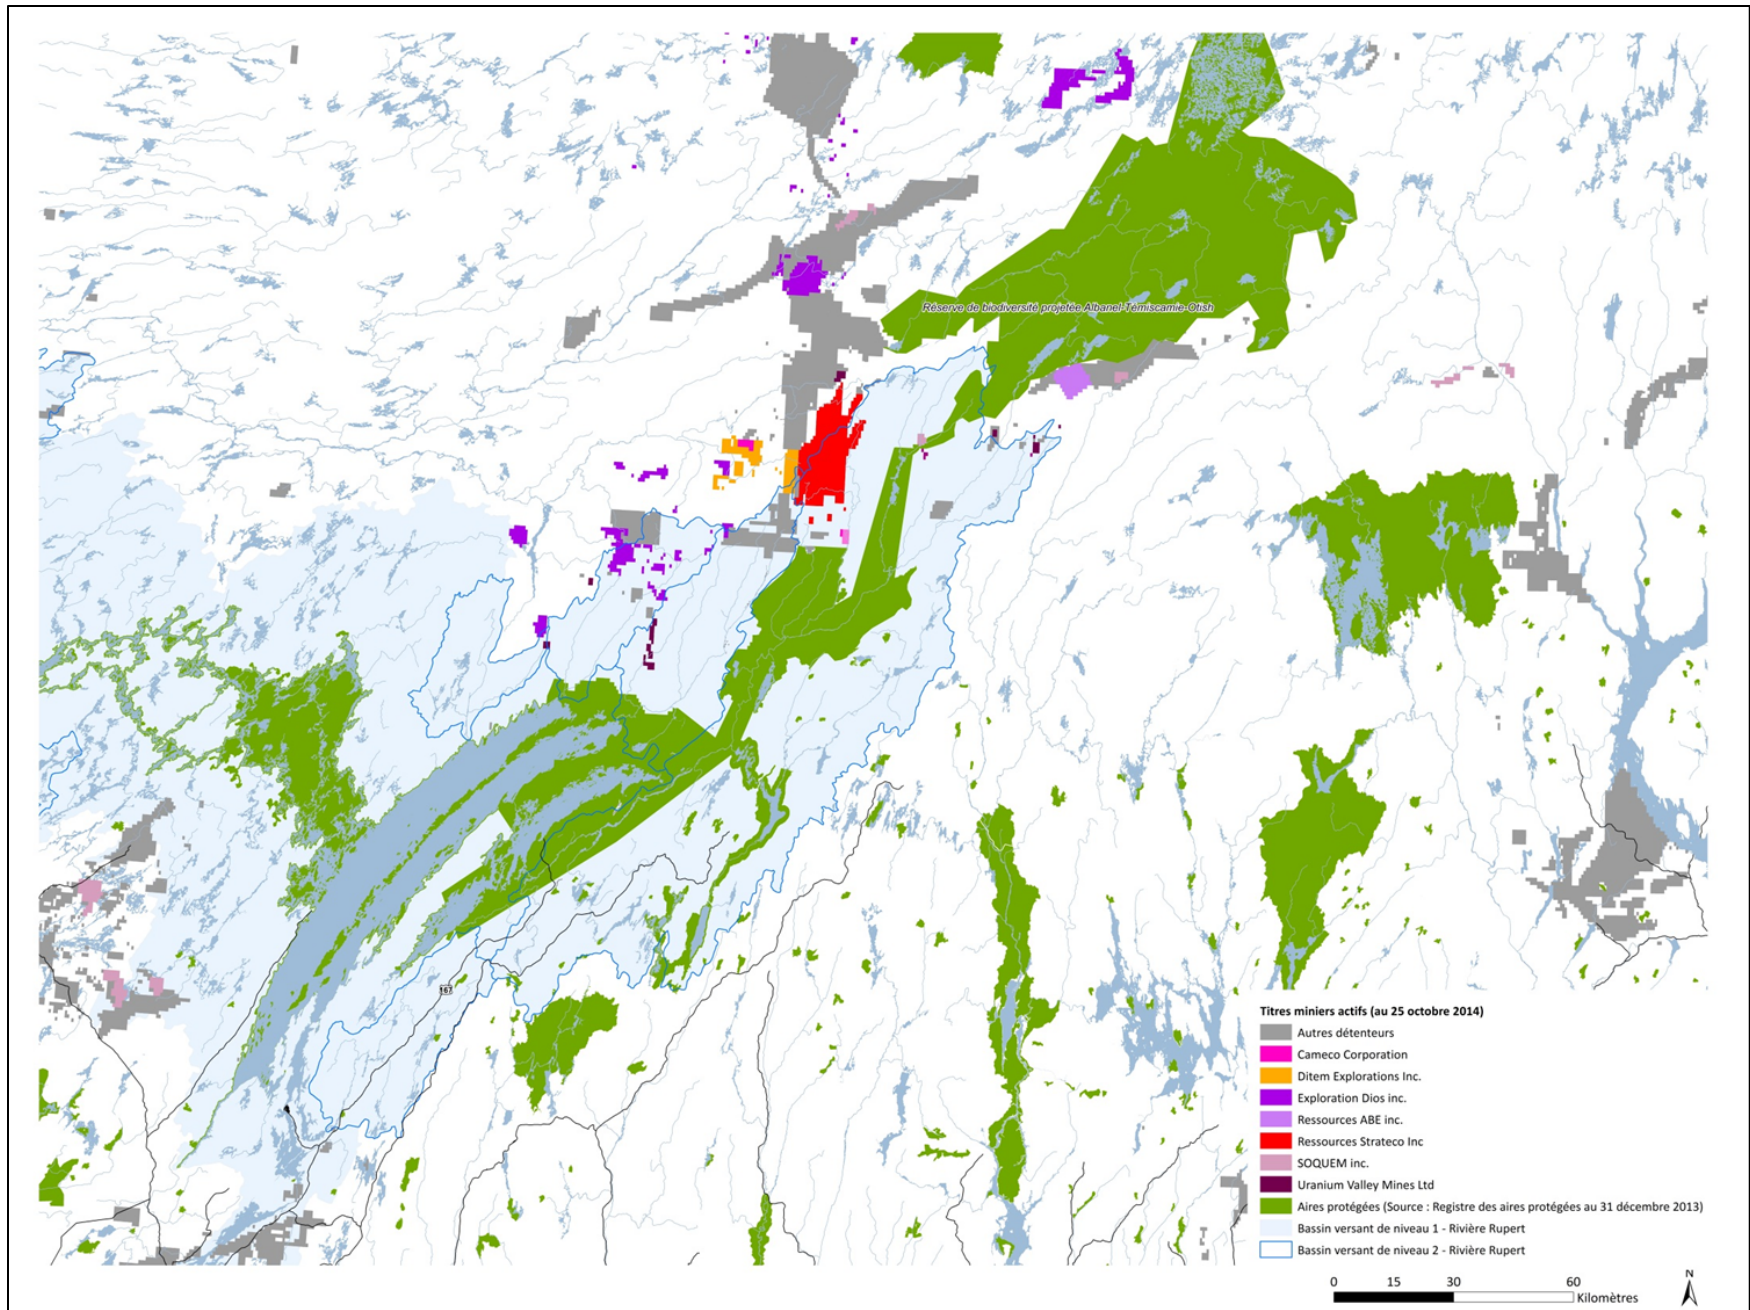 Réserve de biodiversité projetée Albanel-Témiscamie-Otish
167
Titres miniers actifs (au 25 octobre 2014)
Autres détenteurs
Cameco Corporation
Ditem Explorations Inc.
Exploration Dios inc.
Ressources ABE inc.
Ressources Strateco Inc
SOQUEM inc.
Uranium Valley Mines Ltd
Aires protégées (Source : Registre des aires protégées au 31 décembre 2013)
Bassin versant de niveau 1 - Rivière Rupert
Bassin versant de niveau 2 - Rivière Rupert
0 15 30 60
Kilomètres
N